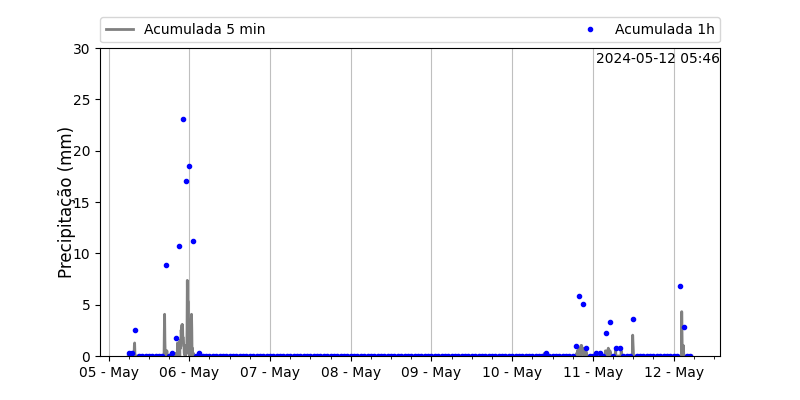 Acumulada 5 min
Acumulada 1h
2024-05-12 05:46
Precipitação (mm)
30
25
20
15
10
5
0
05 - May
06 - May
07 - May
08 - May
09 - May
10 - May
11 - May
12 - May